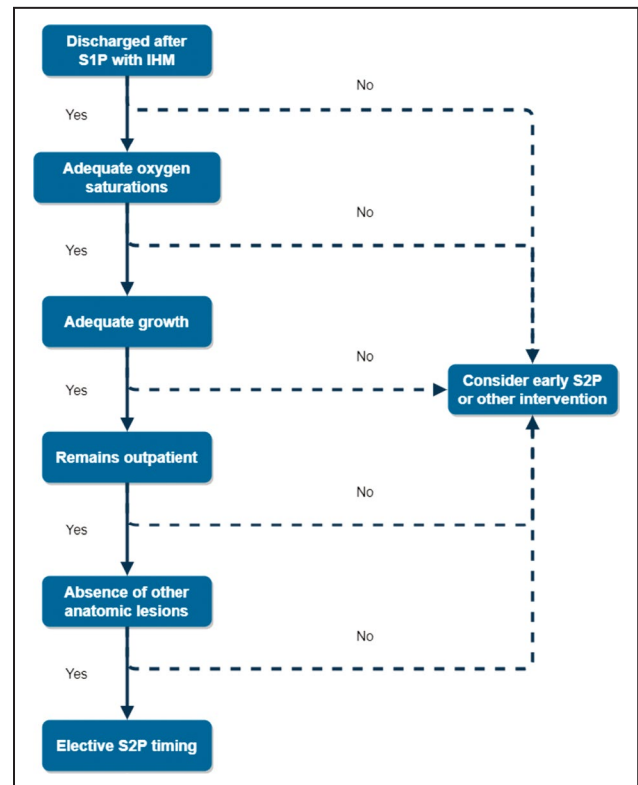 Discharged after
S1P with IHM
No
Yes
Adequate oxygen
saturations
No
Yes
Adequate growth
No
Yes
Consider early S2P
or other intervention
Remains outpatient
No
Yes
Absence of other
anatomic lesions
No
Yes
Elective S2P timing